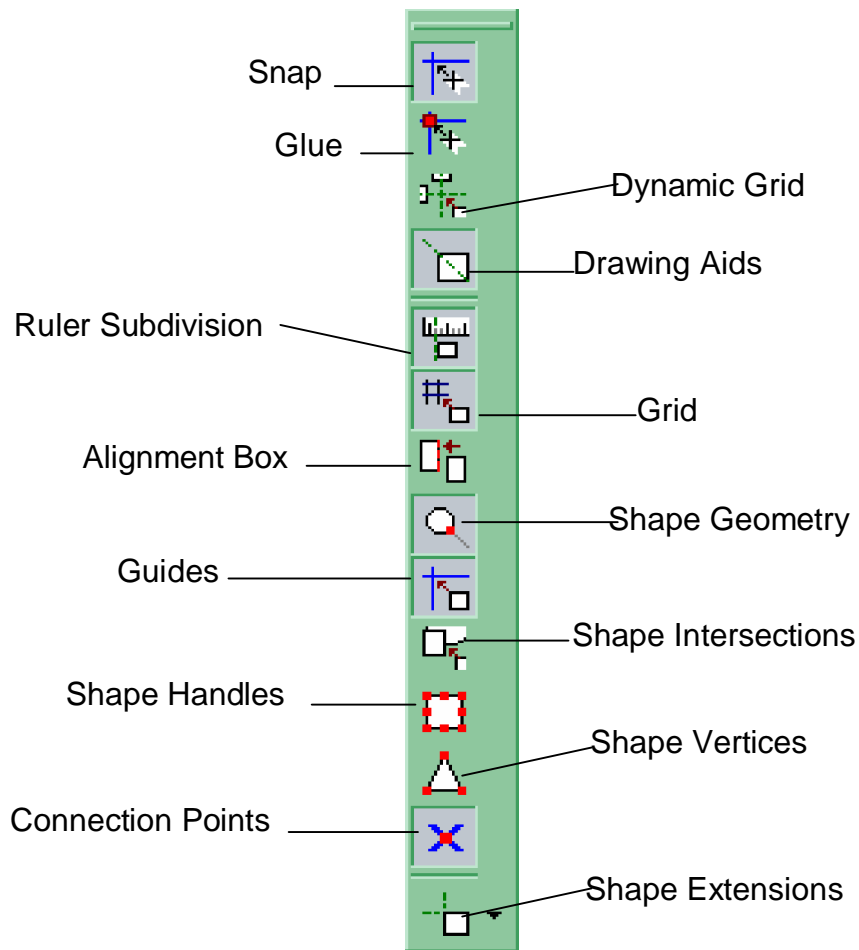 Snap
Glue
Dynamic Grid
Drawing Aids
Ruler Subdivision
Grid
Alignment Box
Shape Geometry
Guides
Shape Intersections
Shape Handles
Shape Vertices
Connection Points
Shape Extensions